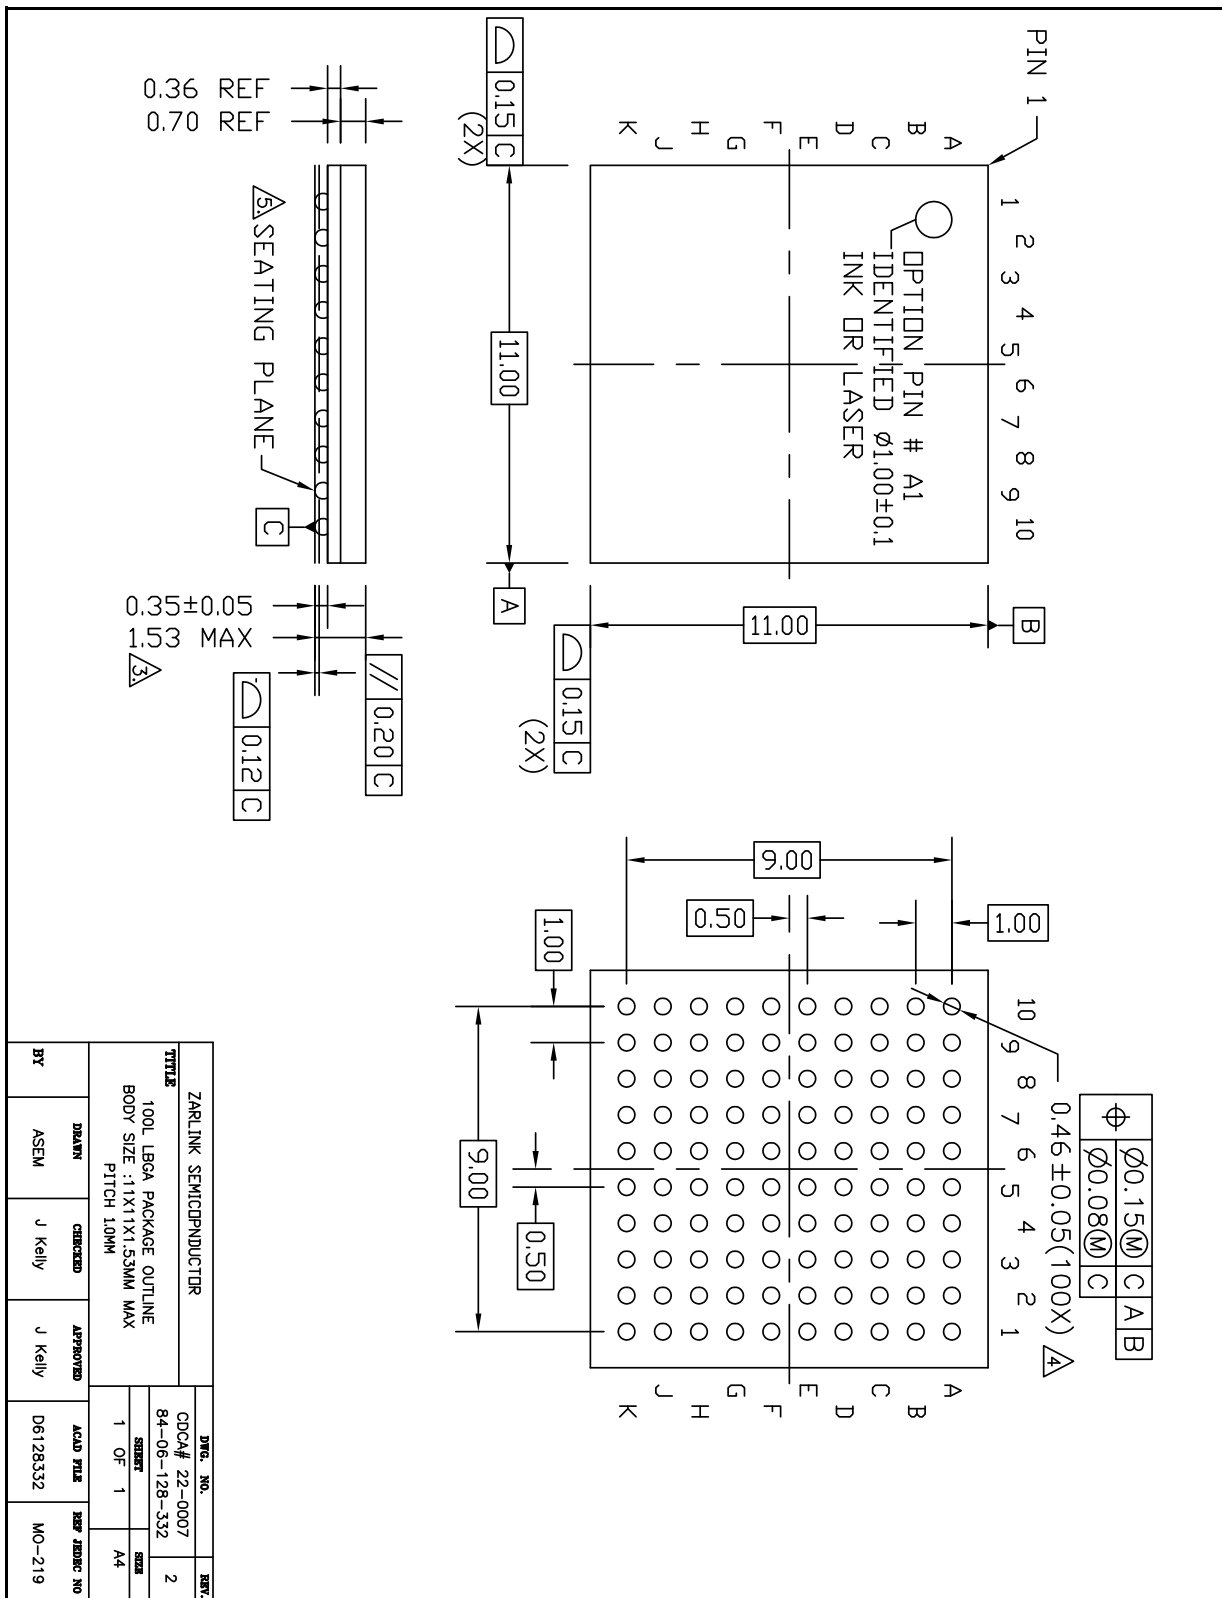 PIN 1
A
B
C
D
E
F
G
H
J
K
1 2 3 4 5 6 7 8 9 10
OPTION PIN # A1
IDENTIFIED Ø1.00±0.1
INK OR LASER
0.15 C
(2X)
11.00
A
11.00
B
0.15 C
(2X)
0.36 REF
0.70 REF
5.
SEATING PLANE
C
0.35±0.05
1.53 MAX
3.
0.20 C
0.12 C
Ø0.15Ⓜ C A B
Ø0.08Ⓜ C
0.46±0.05(100X)
4
1.00
9.00
0.50
1.00
9.00
0.50
10 9 8 7 6 5 4 3 2 1
A
B
C
D
E
F
G
H
J
K
ZARLINK SEMICOPNDUCTOR
TITTLE
100L LBGA PACKAGE OUTLINE
BODY SIZE :11X11X1.53MM MAX
PITCH 1.0MM
DWG. NO.
CDCA# 22-0007
84-06-128-332
REV.
2
SHEET
1 OF 1
SIZE
A4
BY
DRAWN
ASEM
CHECKED
J Kelly
APPROVED
J Kelly
ACAD FILE
D6128332
REF JEDEC NO
MO-219